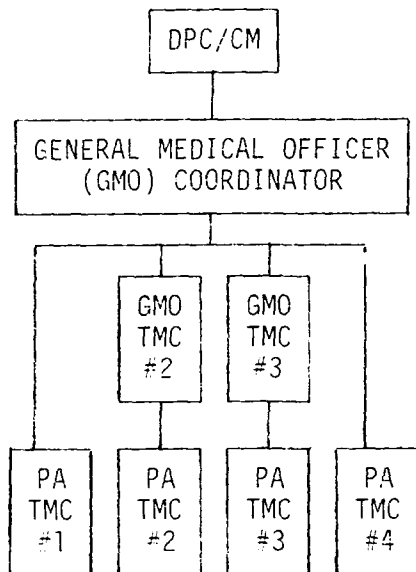 DPC/CM
GENERAL MEDICAL OFFICER
(GMO) COORDINATOR
GMO
TMC
#2
GMO
TMC
#3
PA
TMC
#1
PA
TMC
#2
PA
TMC
#3
PA
TMC
#4